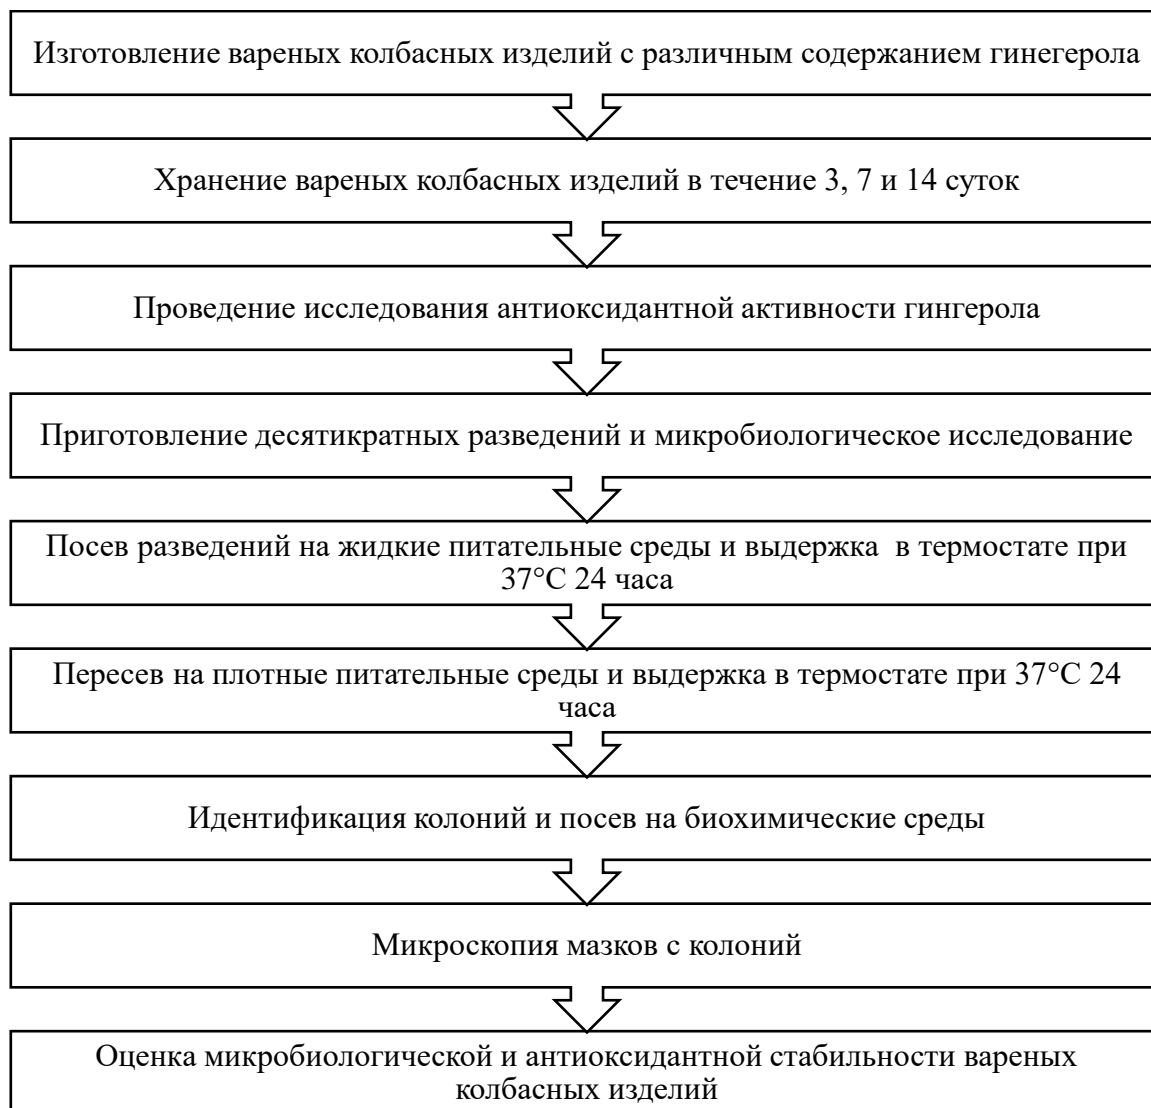 Изготовление вареных колбасных изделий с различным содержанием гинегерола
Хранение вареных колбасных изделий в течение 3, 7 и 14 суток
Проведение исследования антиоксидантной активности гингерола
Приготовление десятикратных разведений и микробиологическое исследование
Посев разведений на жидкие питательные среды и выдержка в термостате при
37°C 24 часа
Пересев на плотные питательные среды и выдержка в термостате при 37°C 24
часа
Идентификация колоний и посев на биохимические среды
Микроскопия мазков с колоний
Оценка микробиологической и антиоксидантной стабильности вареных
колбасных изделий